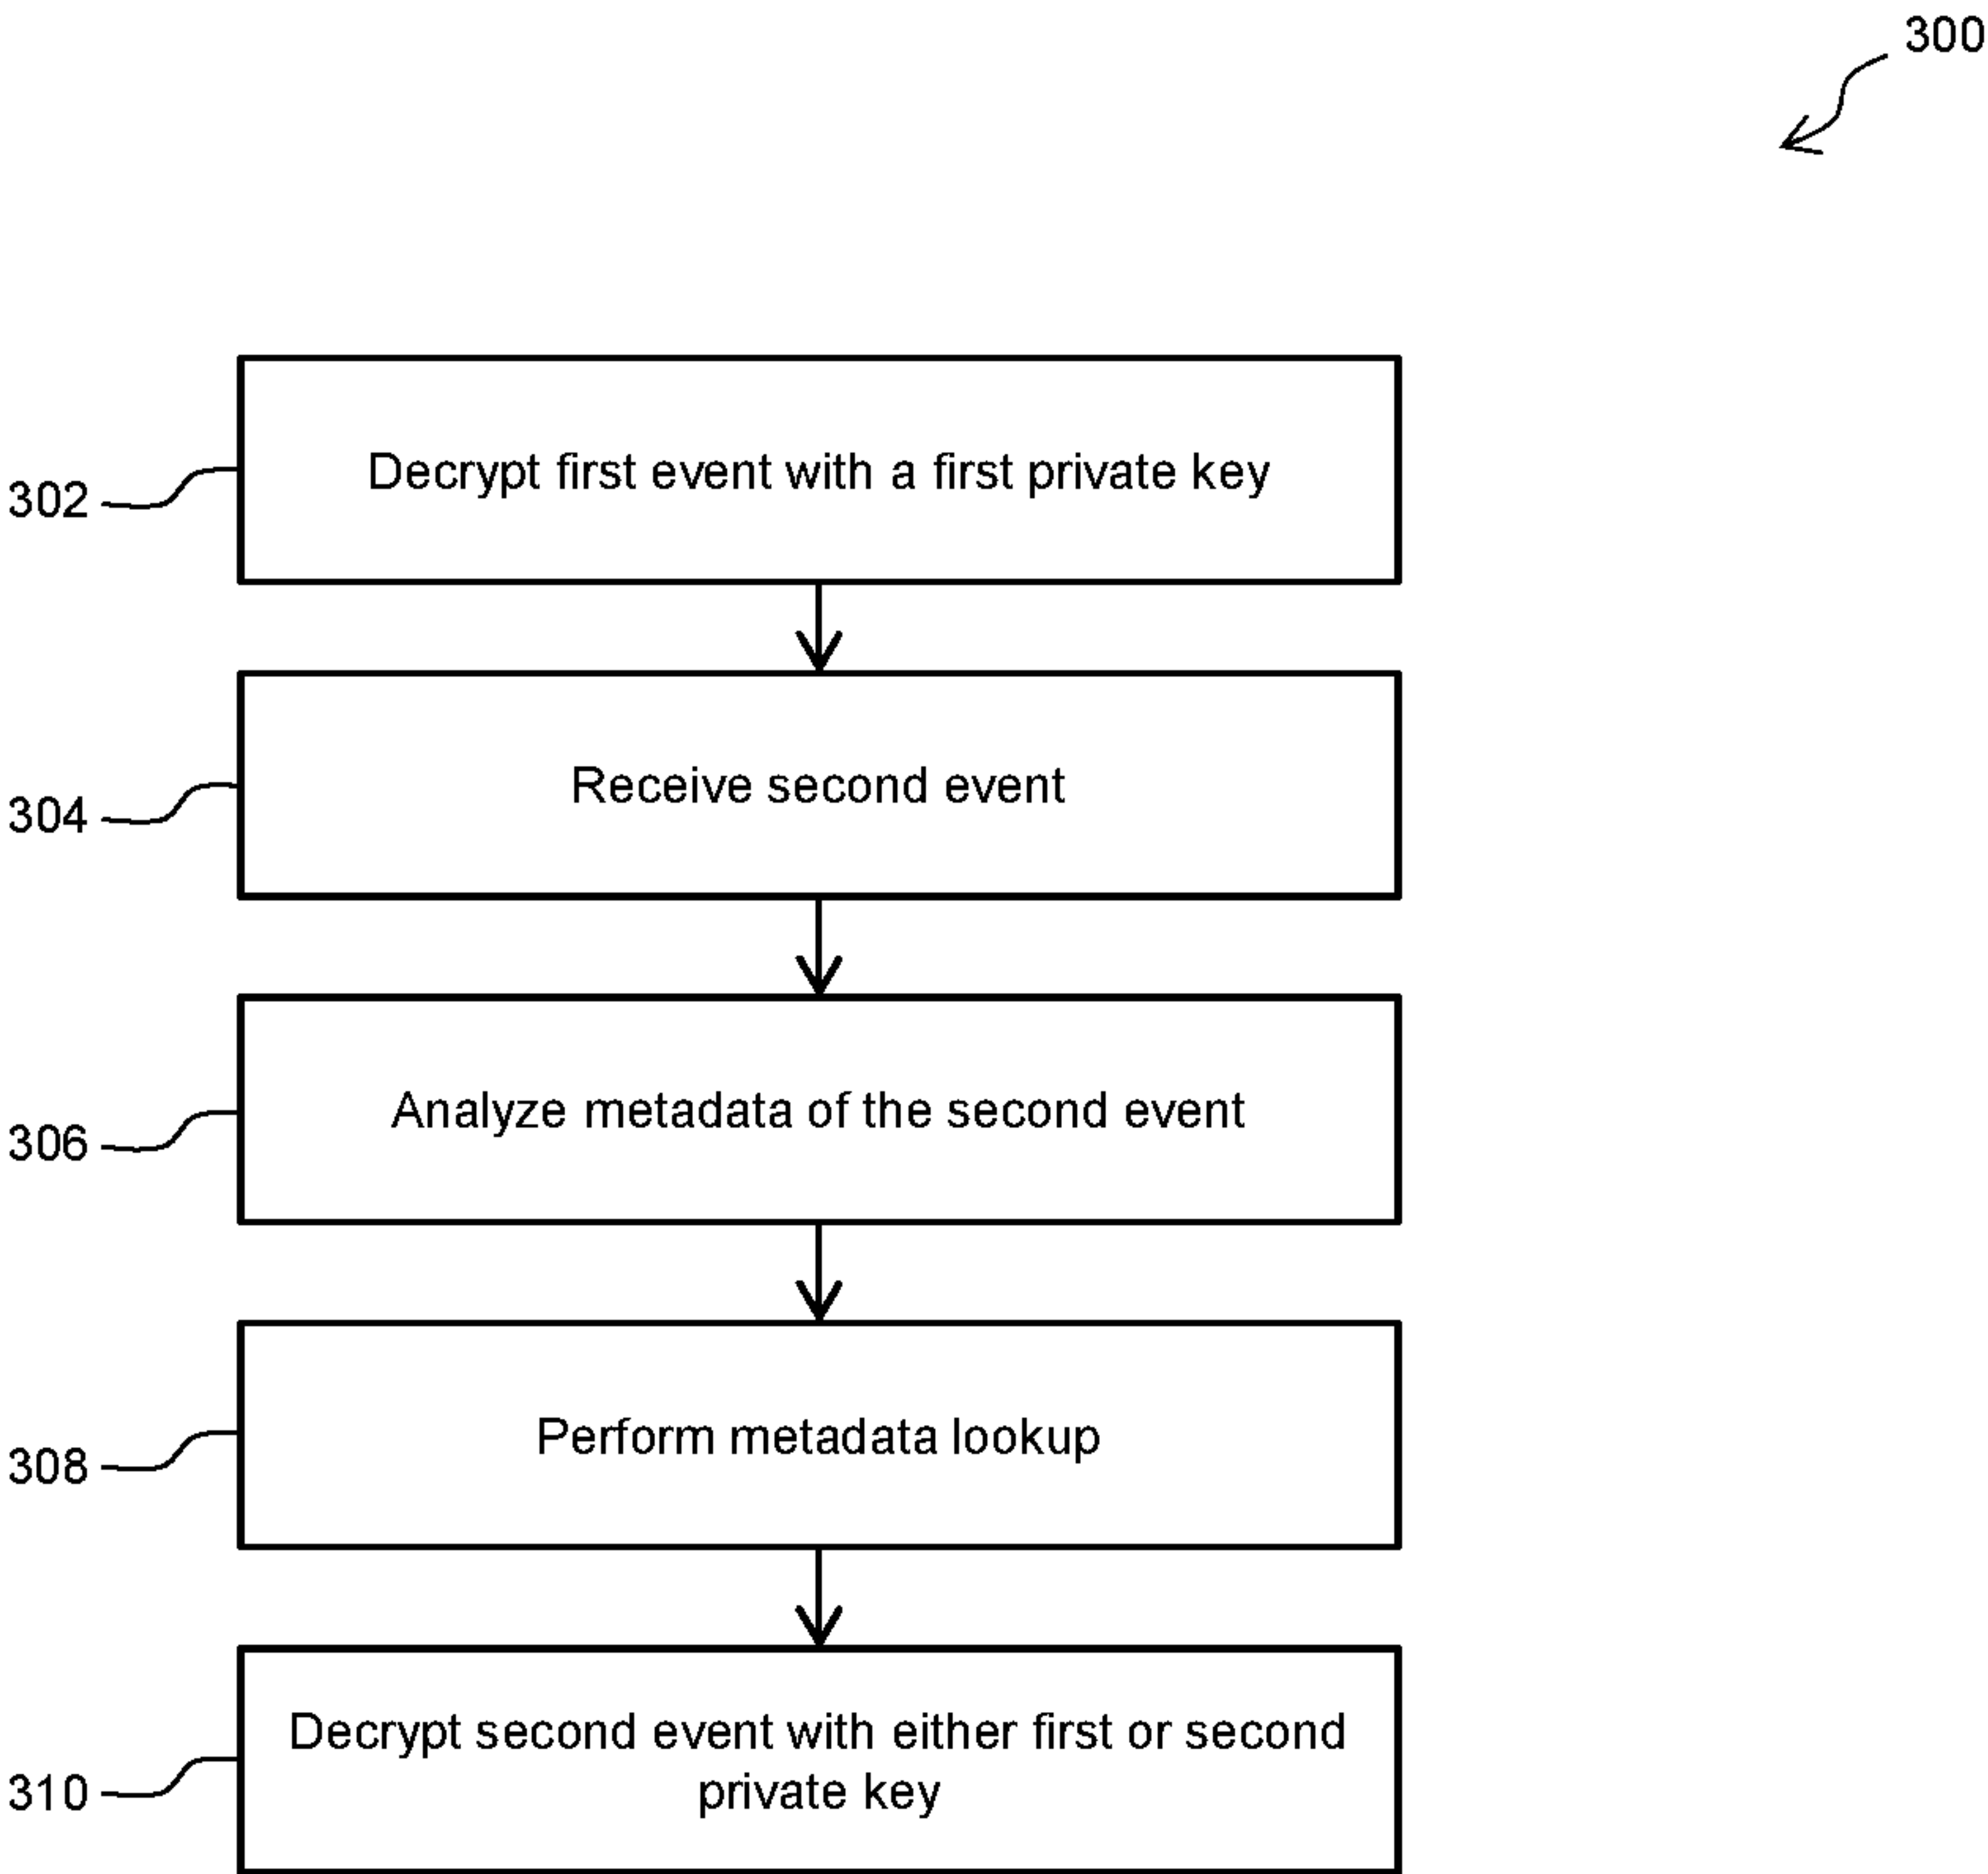 300
302
Decrypt first event with a first private key
304
Receive second event
306
Analyze metadata of the second event
308
Perform metadata lookup
310
Decrypt second event with either first or second
private key